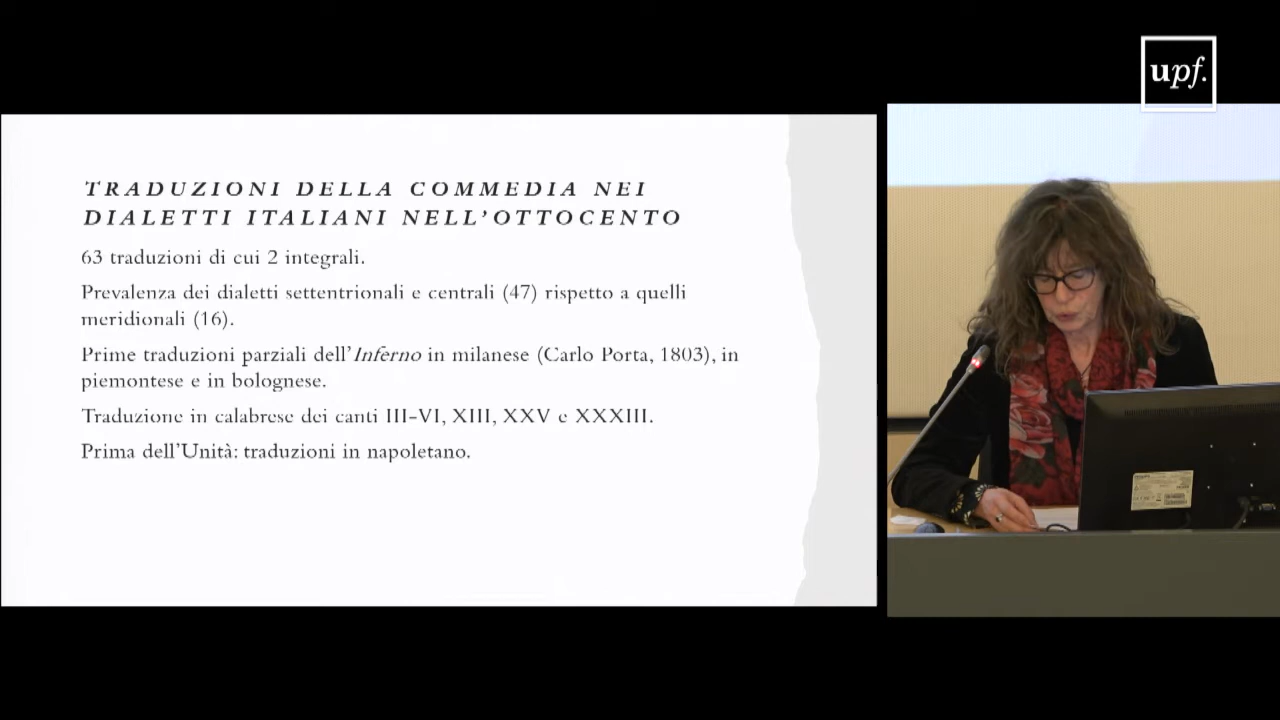 upf.
TRADUZIONI DELLA COMMEDIA NEI
DIALETTI ITALIANI NELL'OTTOCENTO
63 traduzioni di cui 2 integrali.
Prevalenza dei dialetti settentrionali e centrali (47) rispetto a quelli
meridionali (16).
Prime traduzioni parziali dell'Inferno in milanese (Carlo Porta, 1803), in
piemontese e in bolognese.
Traduzione in calabrese dei canti III-VI, XIII, XXV e XXXIII.
Prima dell'Unità: traduzioni in napoletano.